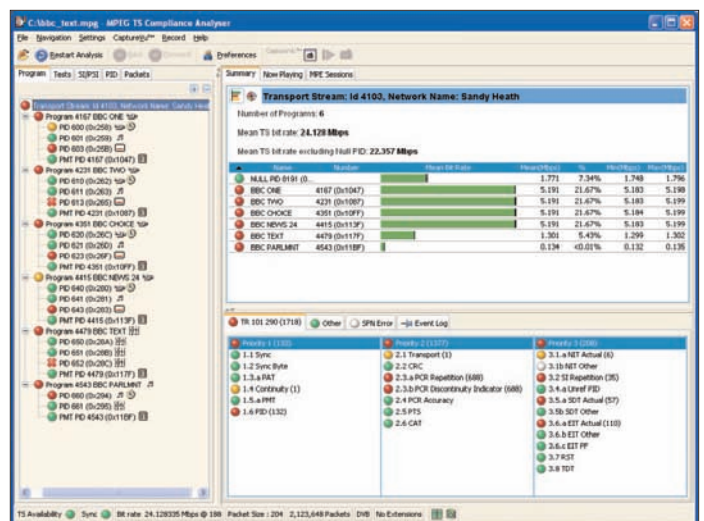 C:\bbc_text.mpg - MPEG TS Compliance Analyser
File Navigation Settings CaptureVu™ Record Help
Restart Analysis
Preferences
Program Tests SI/PSI PID Packets
Transport Stream: Id 4103, Network Name: Sandy Heath
Program 4167 BBC ONE
PID 600 (0x258)
PID 601 (0x259)
PID 603 (0x25B)
PMT PID 4167 (0x1047)
Program 4231 BBC TWO
PID 610 (0x262)
PID 611 (0x263)
PID 613 (0x265)
PMT PID 4231 (0x1087)
Program 4351 BBC CHOICE
PID 620 (0x26C)
PID 621 (0x26D)
PID 623 (0x26F)
PMT PID 4351 (0x10FF)
Program 4415 BBC NEWS 24
PID 640 (0x280)
PID 641 (0x281)
PID 643 (0x283)
PMT PID 4415 (0x113F)
Program 4479 BBC TEXT
PID 650 (0x28A)
PID 651 (0x28B)
PID 652 (0x28C)
PMT PID 4479 (0x117F)
Program 4543 BBC PARLMNT
PID 660 (0x294)
PID 661 (0x295)
PMT PID 4543 (0x11BF)
Summary Now Playing MPE Sessions
Transport Stream: Id 4103, Network Name: Sandy Heath
Number of Programs: 6
Mean TS bit rate: 24.128 Mbps
Mean TS bit rate excluding Null PID: 22.357 Mbps
Name Number Mean Bit Rate Mean(Mbps) % Min(Mbps) Max(Mbps)
NULL PID 8191 (0... 1.771 7.34% 1.748 1.796
BBC ONE 4167 (0x1047) 5.191 21.67% 5.183 5.198
BBC TWO 4231 (0x1087) 5.191 21.67% 5.183 5.199
BBC CHOICE 4351 (0x10FF) 5.191 21.67% 5.184 5.199
BBC NEWS 24 4415 (0x113F) 5.191 21.67% 5.183 5.199
BBC TEXT 4479 (0x117F) 1.301 5.43% 1.299 1.302
BBC PARLMNT 4543 (0x11BF) 0.134 <0.01% 0.132 0.135
TR 101 290 (1718) Other SFN Error Event Log
Priority 1 (133)
1.1 Sync
1.2 Sync Byte
1.3.a PAT
1.4 Continuity (1)
1.5.a PMT
1.6 PID (132)
Priority 2 (1377)
2.1 Transport (1)
2.2 CRC
2.3.a PCR Repetition (688)
2.3.b PCR Discontinuity Indicator (688)
2.4 PCR Accuracy
2.5 PTS
2.6 CAT
Priority 3 (208)
3.1.a NIT Actual (6)
3.1b NIT Other
3.2 SI Repetition (35)
3.4.a Unref PID
3.5.a SDT Actual (57)
3.5b SDT Other
3.6.a EIT Actual (110)
3.6.b EIT Other
3.6.c EIT PF
3.7 RST
3.8 TDT
TS Availability Sync Bit rate 24.128335 Mbps @ 188 Packet Size : 204 2,123,648 Packets DVB No Extensions